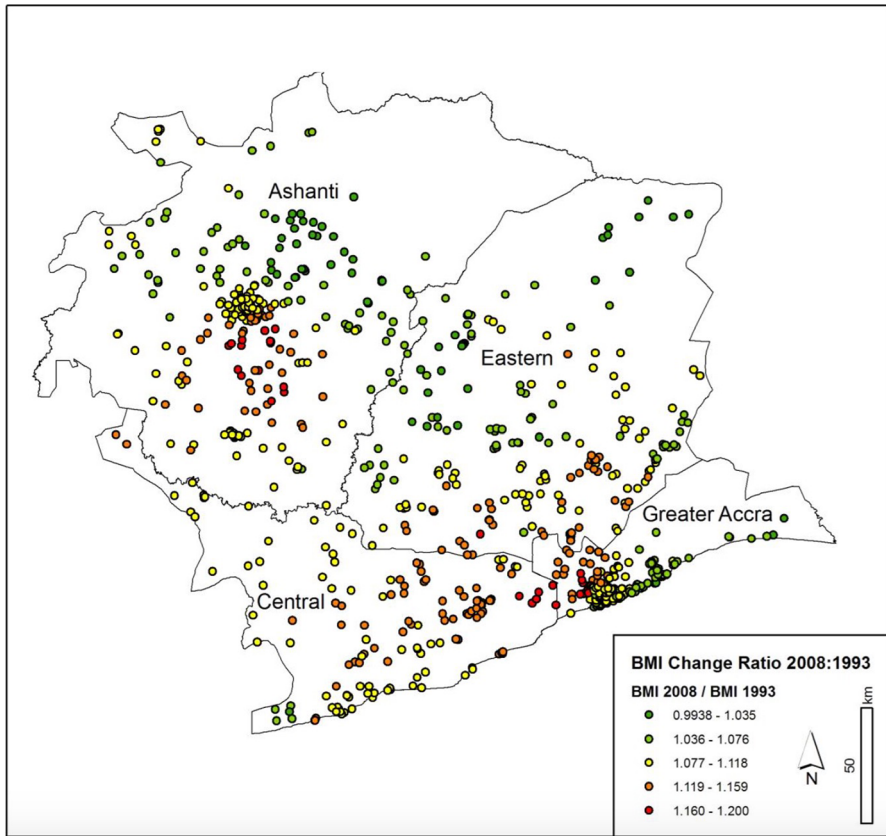 Ashanti
Eastern
Greater Accra
Central
BMI Change Ratio 2008:1993
BMI 2008 / BMI 1993
0.9938 - 1.035
1.036 - 1.076
1.077 - 1.118
1.119 - 1.159
1.160 - 1.200
N
50
km